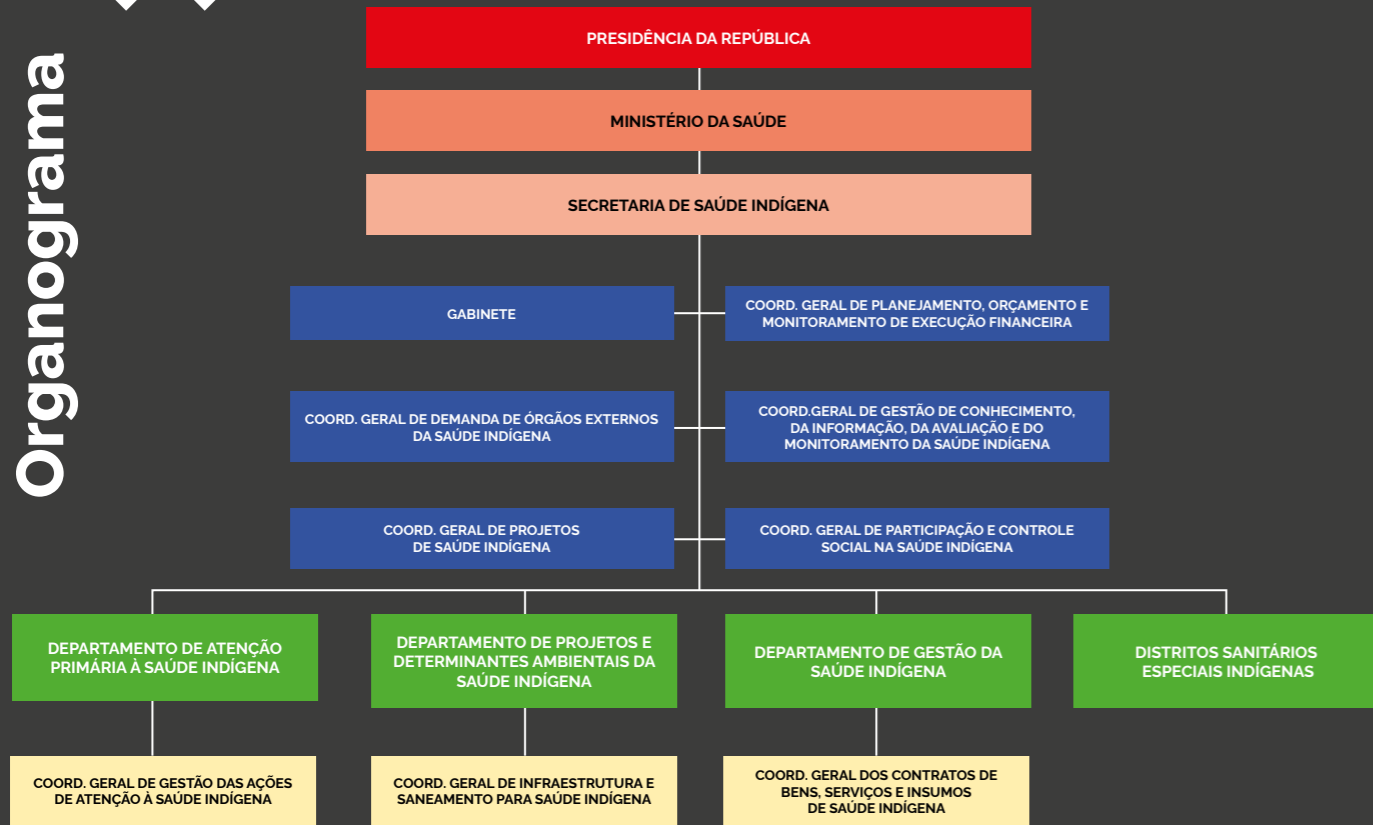 Organograma
PRESIDÊNCIA DA REPÚBLICA
MINISTÉRIO DA SAÚDE
SECRETARIA DE SAÚDE INDÍGENA
GABINETE
COORD. GERAL DE PLANEJAMENTO, ORÇAMENTO E
MONITORAMENTO DE EXECUÇÃO FINANCEIRA
COORD. GERAL DE DEMANDA DE ÓRGÃOS EXTERNOS
DA SAÚDE INDÍGENA
COORD.GERAL DE GESTÃO DE CONHECIMENTO,
DA INFORMAÇÃO, DA AVALIAÇÃO E DO
MONITORAMENTO DA SAÚDE INDÍGENA
COORD. GERAL DE PROJETOS
DE SAÚDE INDÍGENA
COORD. GERAL DE PARTICIPAÇÃO E CONTROLE
SOCIAL NA SAÚDE INDÍGENA
DEPARTAMENTO DE ATENÇÃO
PRIMÁRIA À SAÚDE INDÍGENA
DEPARTAMENTO DE PROJETOS E
DETERMINANTES AMBIENTAIS DA
SAÚDE INDÍGENA
DEPARTAMENTO DE GESTÃO DA
SAÚDE INDÍGENA
DISTRITOS SANITÁRIOS
ESPECIAIS INDÍGENAS
COORD. GERAL DE GESTÃO DAS AÇÕES
DE ATENÇÃO À SAÚDE INDÍGENA
COORD. GERAL DE INFRAESTRUTURA E
SANEAMENTO PARA SAÚDE INDÍGENA
COORD. GERAL DOS CONTRATOS DE
BENS, SERVIÇOS E INSUMOS
DE SAÚDE INDÍGENA